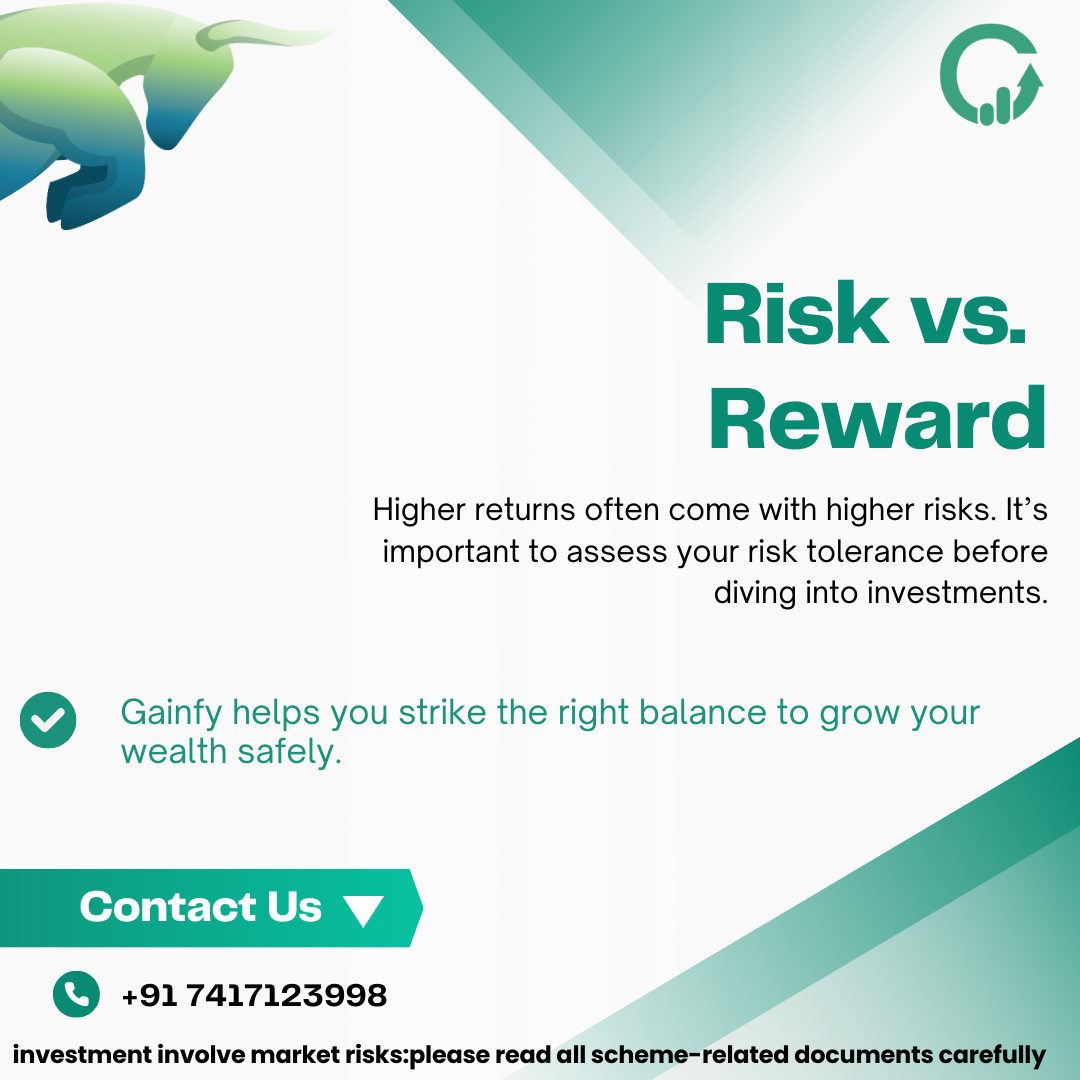 Risk vs.
Reward
Higher returns often come with higher risks. It’s
important to assess your risk tolerance before
diving into investments.
Gainfy helps you strike the right balance to grow your
wealth safely.
Contact Us
+91 7417123998
investment involve market risks:please read all scheme-related documents carefully